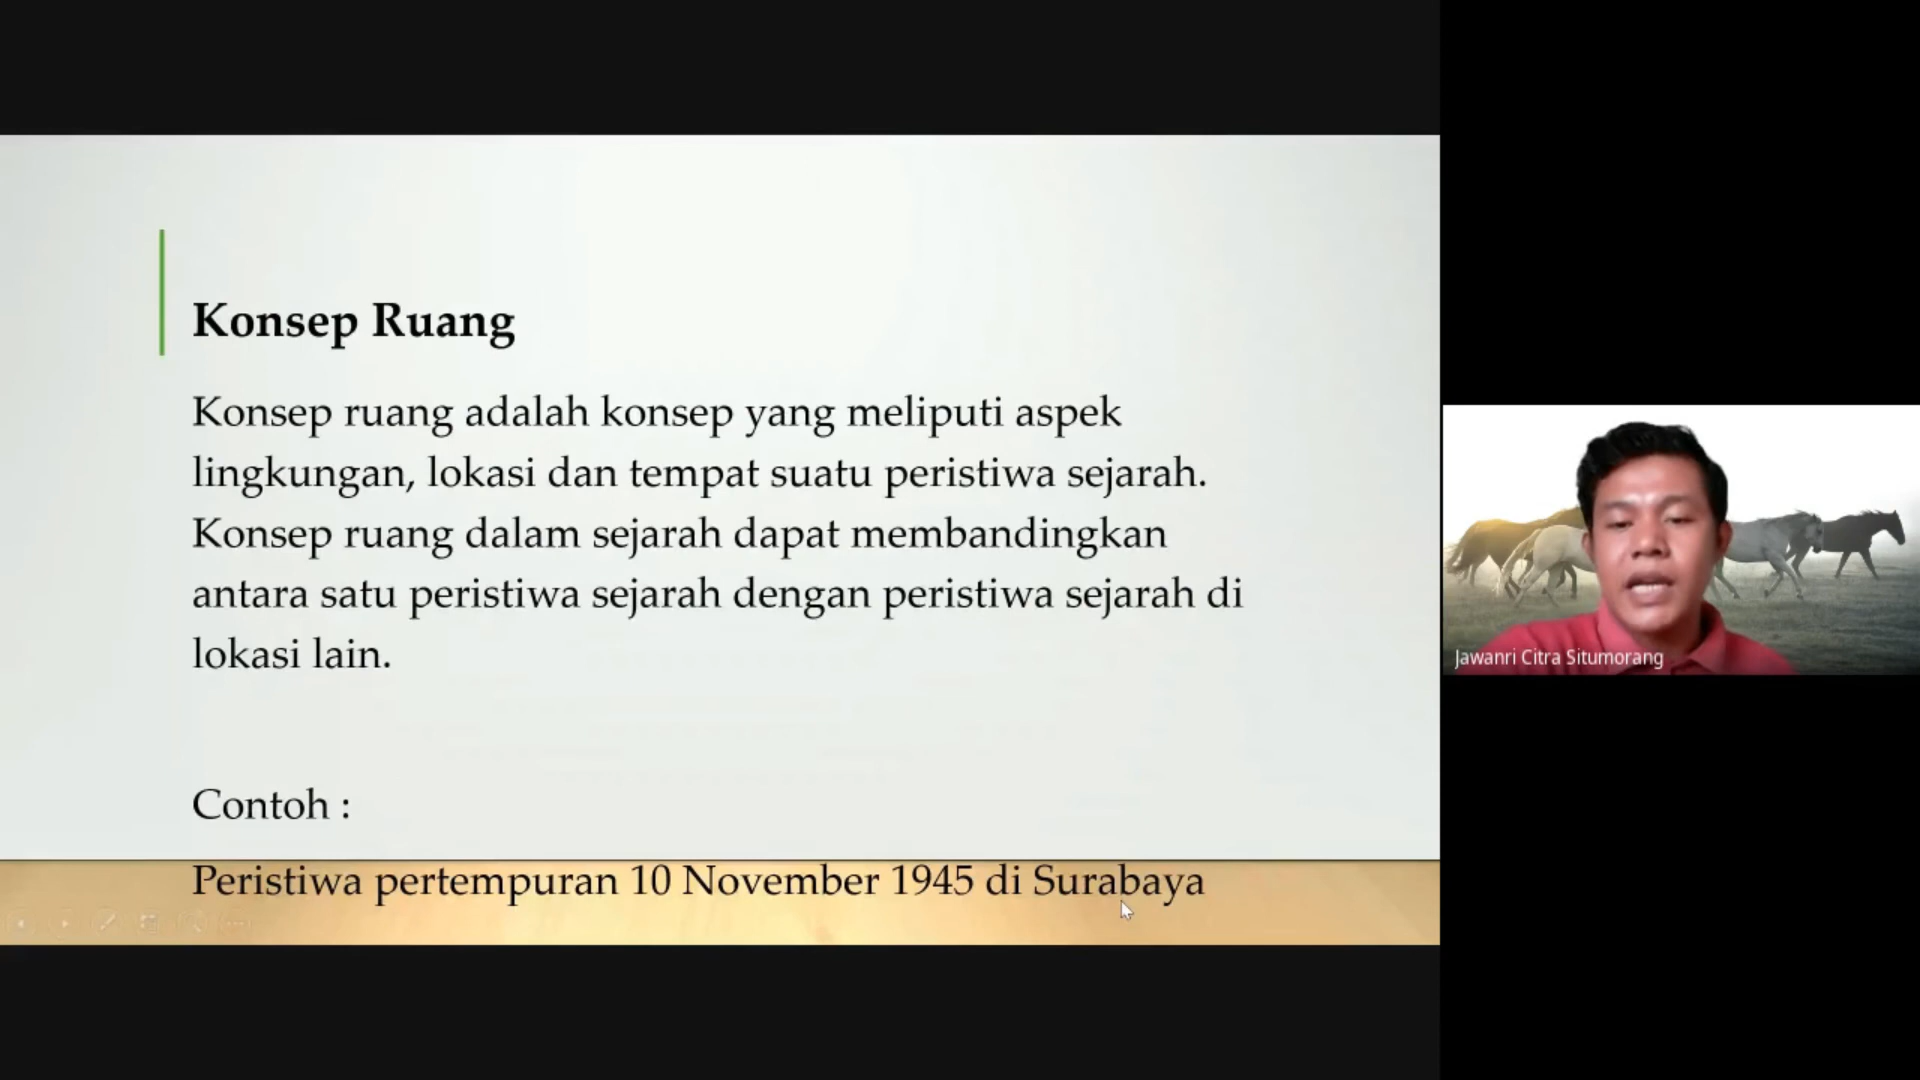 Konsep Ruang
Konsep ruang adalah konsep yang meliputi aspek
lingkungan, lokasi dan tempat suatu peristiwa sejarah.
Konsep ruang dalam sejarah dapat membandingkan
antara satu peristiwa sejarah dengan peristiwa sejarah di
lokasi lain.
Contoh :
Peristiwa pertempuran 10 November 1945 di Surabaya
Jawanri Citra Situmorang